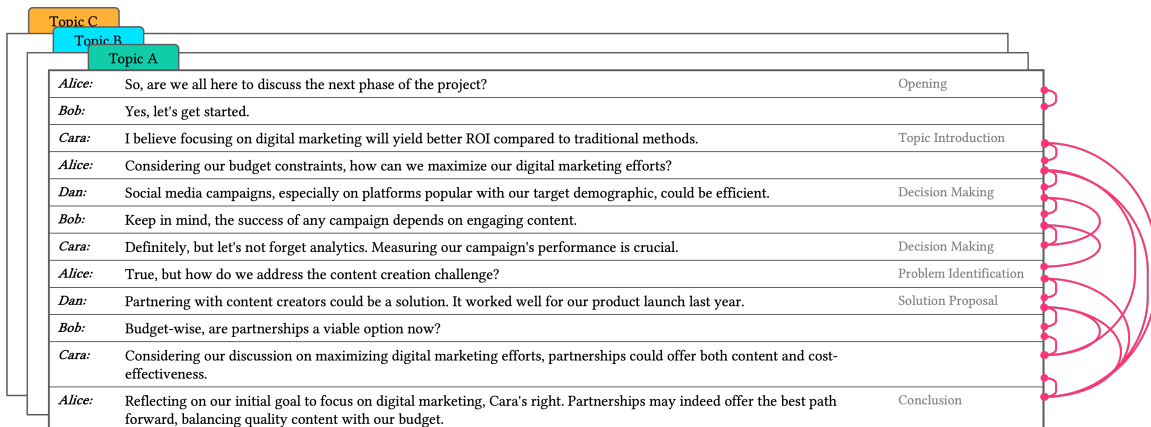 Topic C
Topic B
Topic A
Alice: So, are we all here to discuss the next phase of the project? Opening
Bob: Yes, let's get started.
Cara: I believe focusing on digital marketing will yield better ROI compared to traditional methods. Topic Introduction
Alice: Considering our budget constraints, how can we maximize our digital marketing efforts?
Dan: Social media campaigns, especially on platforms popular with our target demographic, could be efficient. Decision Making
Bob: Keep in mind, the success of any campaign depends on engaging content.
Cara: Definitely, but let's not forget analytics. Measuring our campaign's performance is crucial. Decision Making
Alice: True, but how do we address the content creation challenge? Problem Identification
Dan: Partnering with content creators could be a solution. It worked well for our product launch last year. Solution Proposal
Bob: Budget-wise, are partnerships a viable option now?
Cara: Considering our discussion on maximizing digital marketing efforts, partnerships could offer both content and cost-
effectiveness.
Alice: Reflecting on our initial goal to focus on digital marketing, Cara's right. Partnerships may indeed offer the best path Conclusion
forward, balancing quality content with our budget.